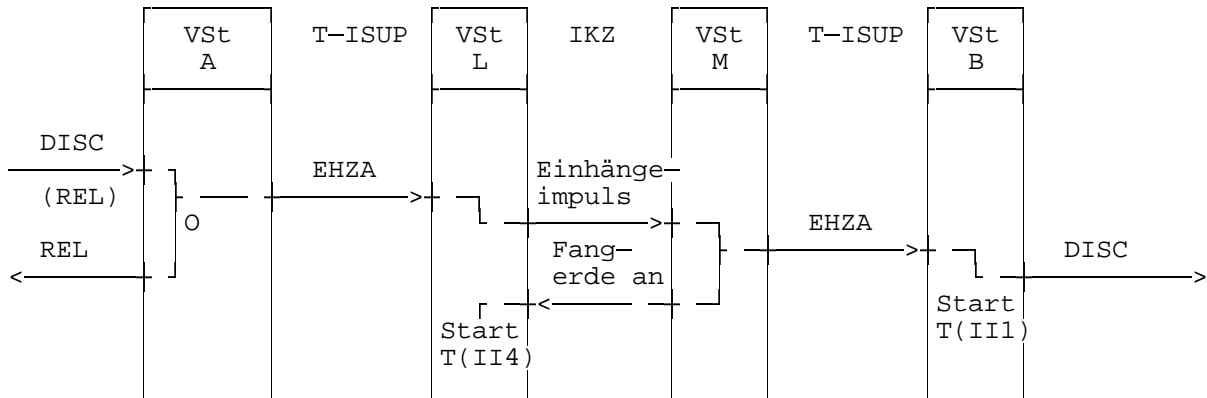 VSt T—ISUP VSt IKZ VSt T—ISUP VSt
A L M B
DISC
EHZA Einhänge—
(REL) impuls
O EHZA
REL Fang— DISC
erde an
Start Start
T(II4) T(II1)